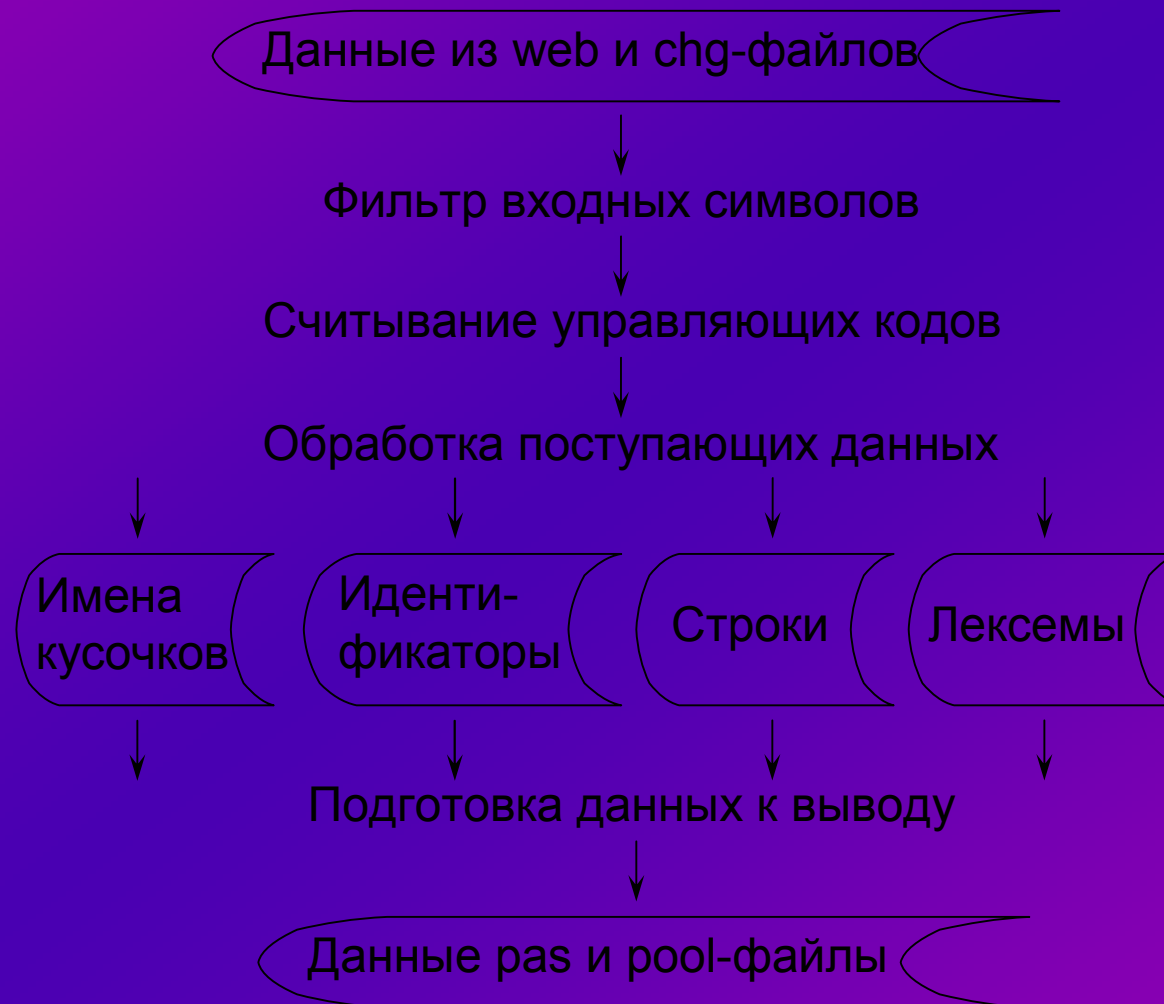 Данные из web и chg-файлов
Фильтр входных символов
Считывание управляющих кодов
Обработка поступающих данных
Имена
кусочков
Иденти-
фикаторы
Строки
Лексемы
Подготовка данных к выводу
Данные pas и pool-файлы